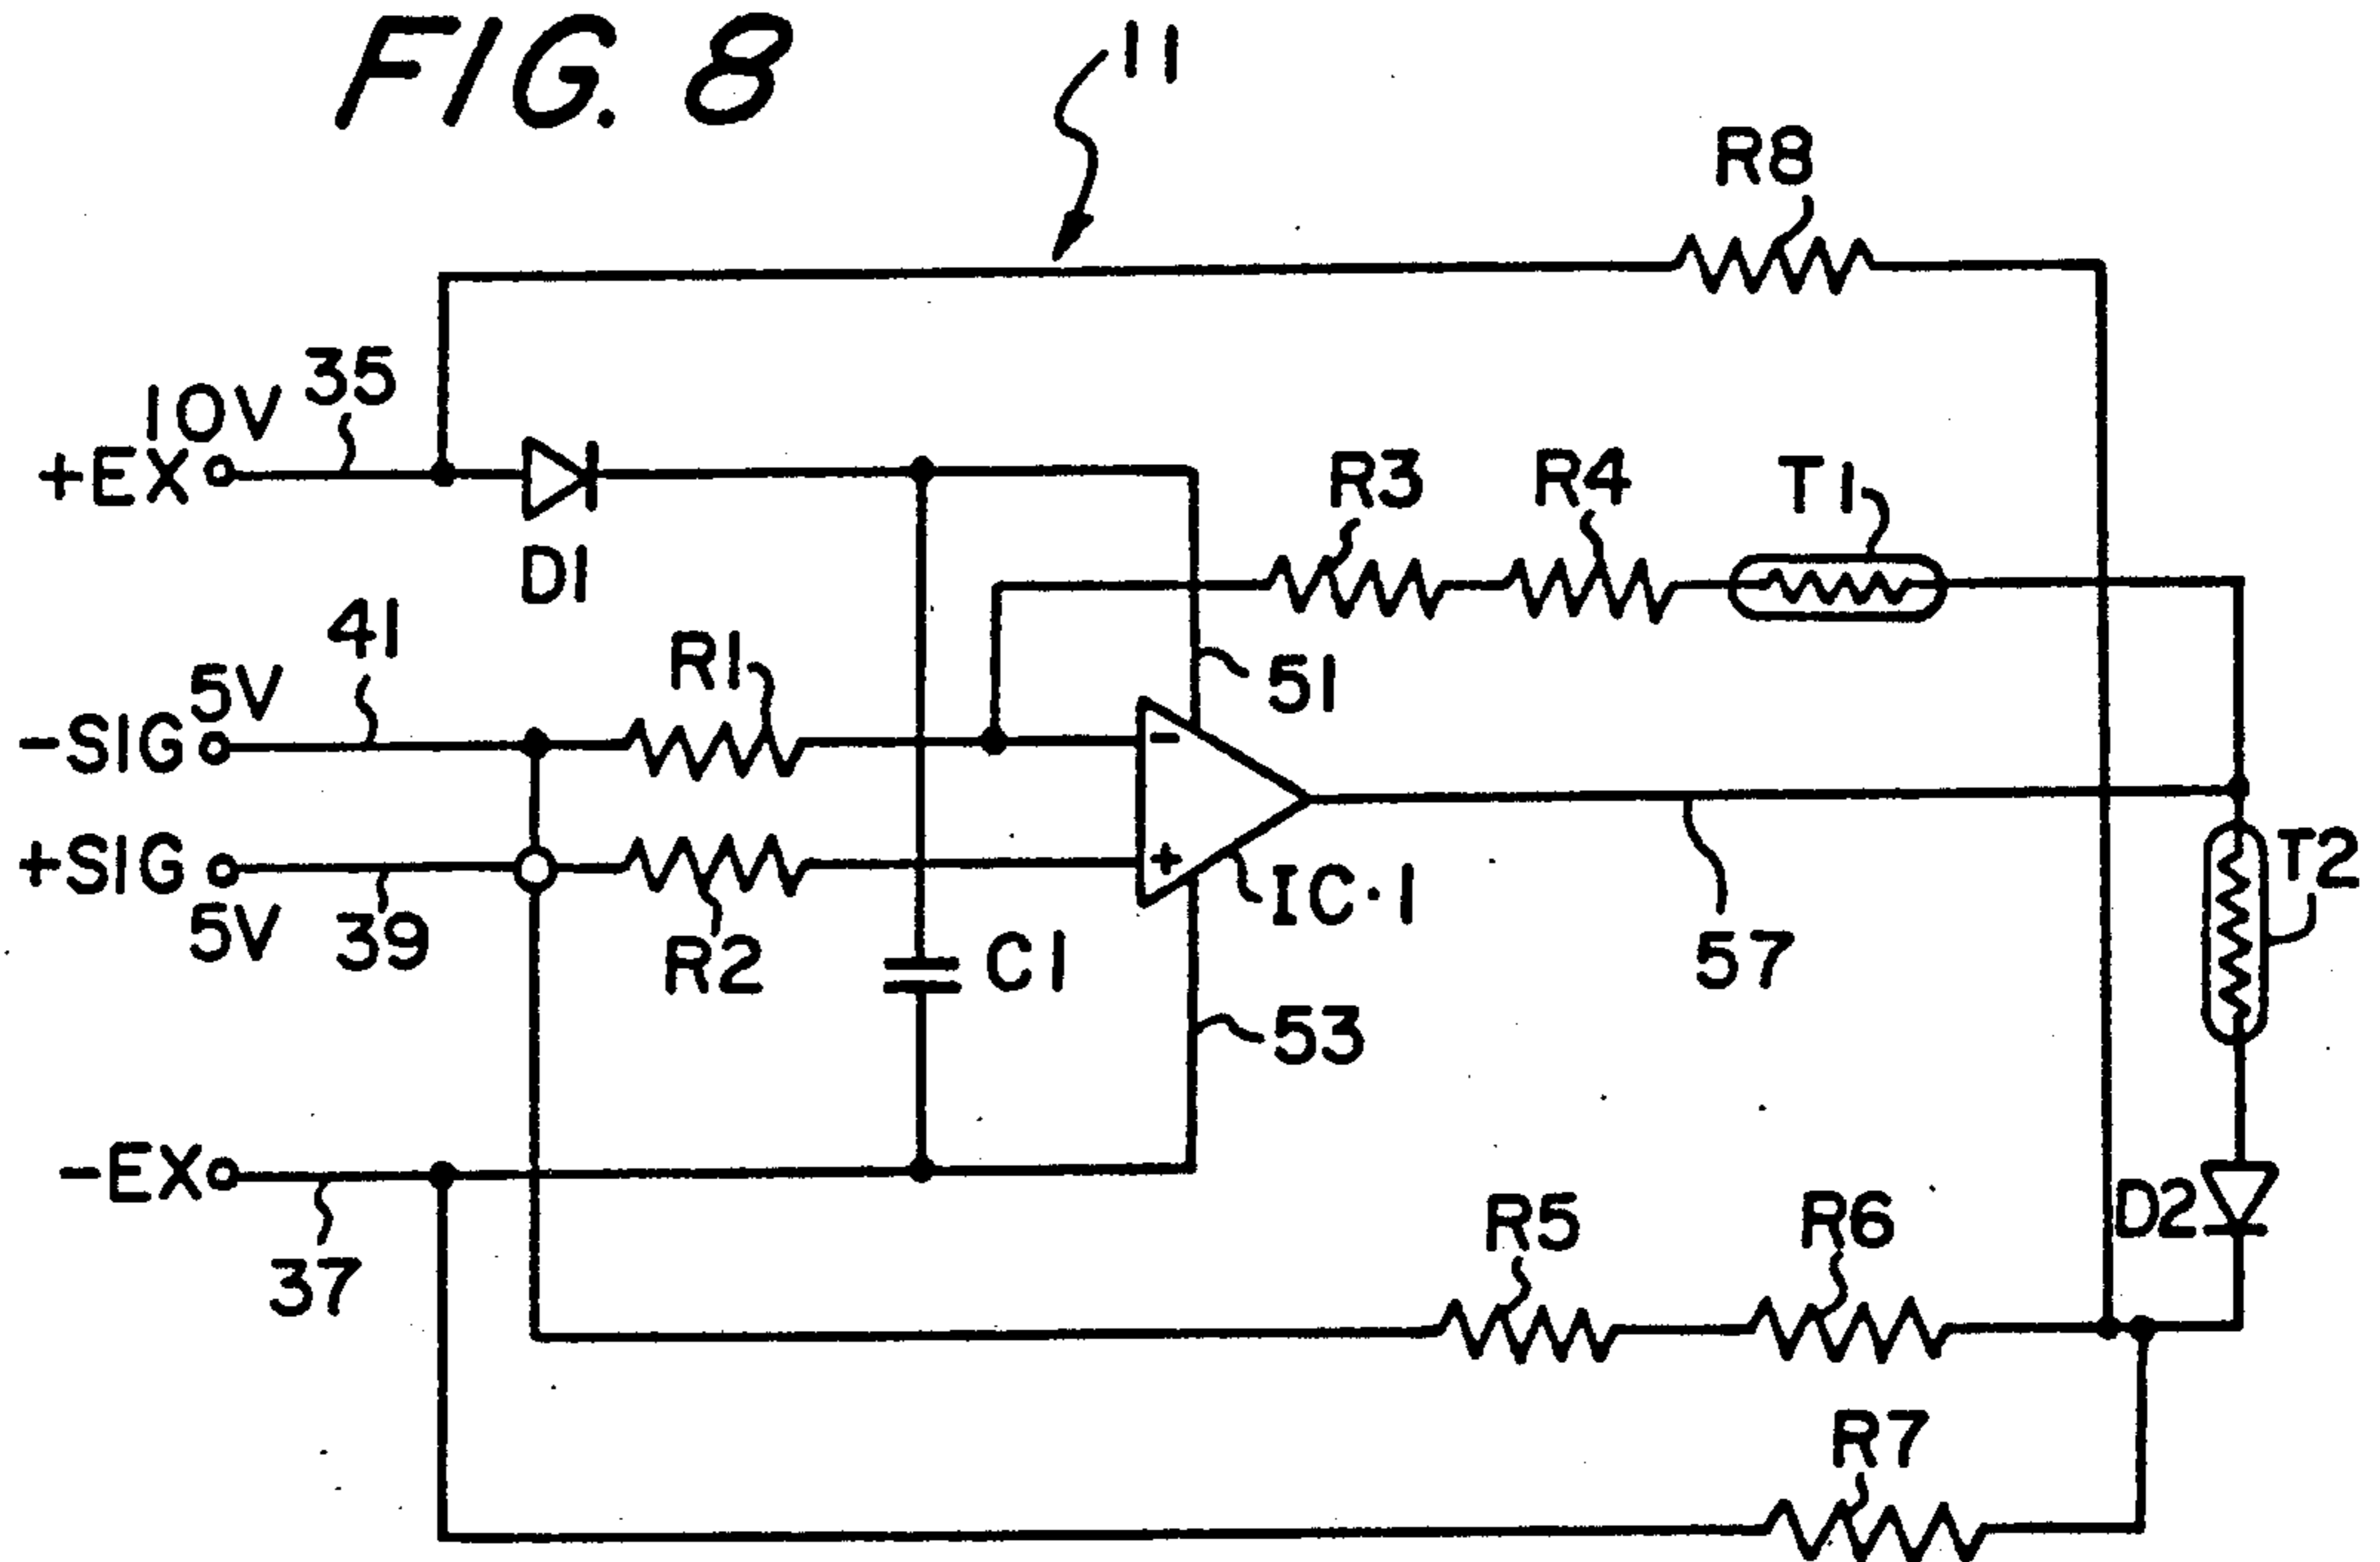 FIG. 8
11
R8
10V
35
+EX
D1
R3
R4
T1
41
5V
R1
51
-SIG
-
+SIG
+
5V
39
R2
C1
IC·1
57
T2
53
-EX
37
R5
R6
D2
R7